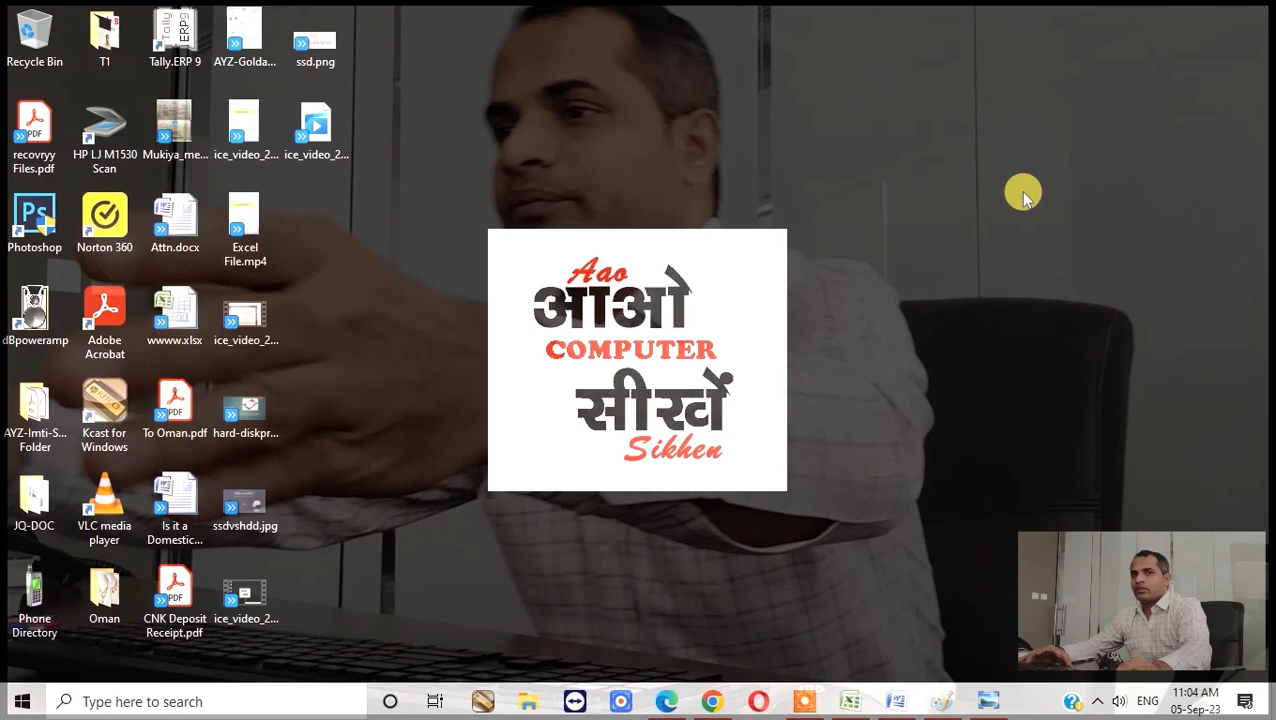 Recycle Bin
T1
Tally.ERP 9
AYZ-Golda...
ssd.png
recovryy
Files.pdf
HP LJ M1530
Scan
Mukiya_me...
ice_video_2...
ice_video_2...
Photoshop
Norton 360
Attn.docx
Excel
File.mp4
dBpoweramp
Adobe
Acrobat
wwww.xlsx
ice_video_2...
AYZ-Imti-S...
Folder
Kcast for
Windows
To Oman.pdf
hard-diskpr...
JQ-DOC
VLC media
player
Is it a
Domestic...
ssdvshdd.jpg
Phone
Directory
Oman
CNK Deposit
Receipt.pdf
ice_video_2...
Aao
आओ
COMPUTER
सीखें
Sikhen
Type here to search
ENG
11:04 AM
05-Sep-23